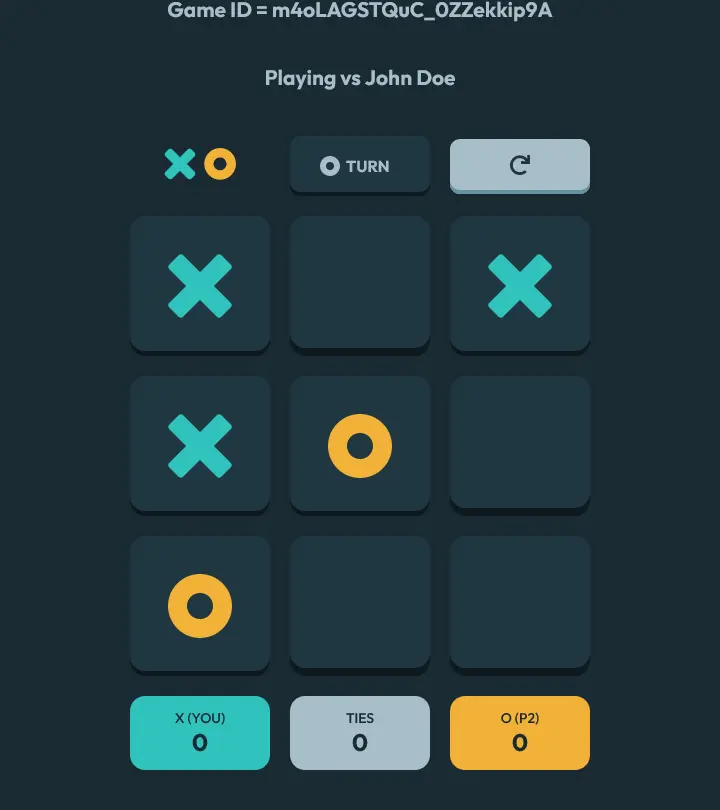 Game ID = m4oLAGSTQuC_0ZZekkip9A
Playing vs John Doe
TURN
X (YOU)
0
TIES
0
O (P2)
0